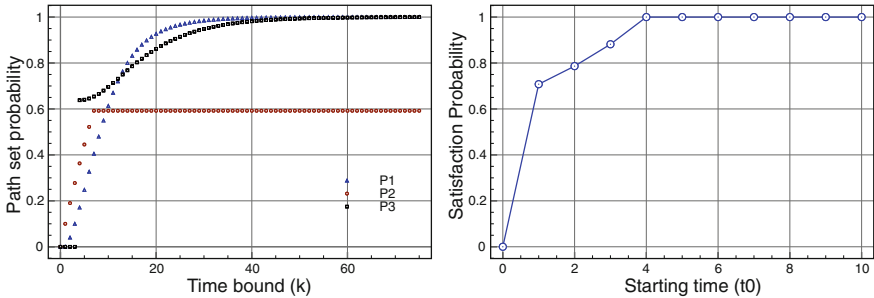 Path set probability
1
0.8
0.6
0.4
0.2
0
0 20 40 60
Time bound (k)
P1
P2
P3
Satisfaction Probability
1
0.8
0.6
0.4
0.2
0
0 2 4 6 8 10
Starting time (t0)